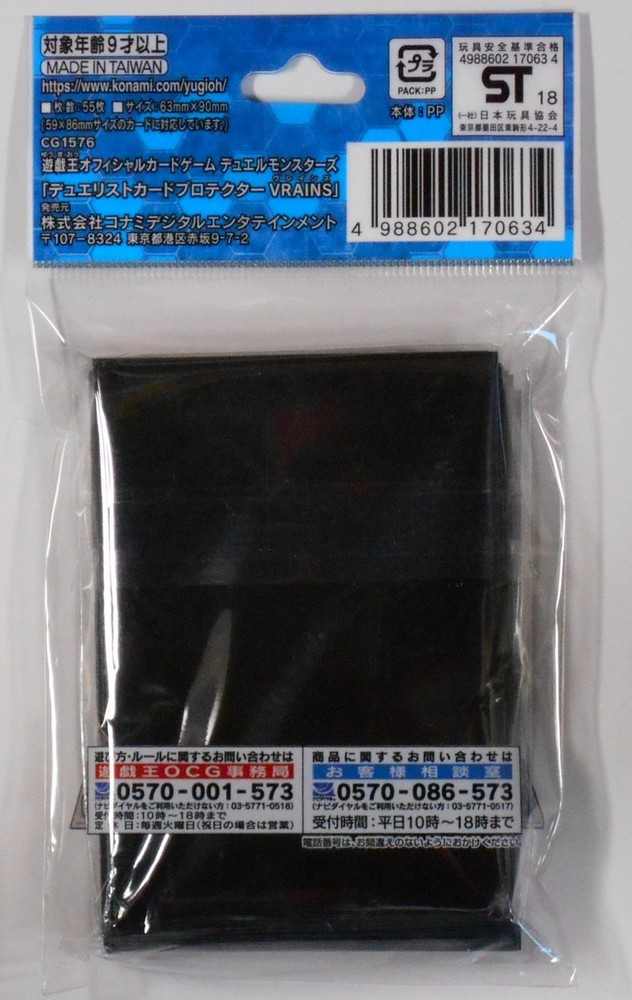 対象年齢9才以上
MADE IN TAIWAN
https://www.konami.com/yugioh/
■枚数:55枚 ■サイズ:63mm×90mm
(59×86mmサイズのカードに対応しています。)
CG1576
ゆうぎおう
遊戯王オフィシャルカードゲーム デュエルモンスターズ
ヴレインズ
「デュエリストカードプロテクター VRAINS」
発売元
株式会社コナミデジタルエンタテインメント
〒107-8324 東京都港区赤坂9-7-2
プラ
PACK:PP
本体:PP
玩具安全基準合格
4988602 17063 4
ST 18
(一社)日本玩具協会
東京都墨田区東駒形4-22-4
4 988602 170634
遊び方・ルールに関するお問い合わせは
遊戯王OCG事務局
0570-001-573
(ナビダイヤルをご利用いただけない方:03-5771-0518)
受付時間:10時~18時まで
定休日:毎週火曜日(祝日の場合は営業)
商品に関するお問い合わせは
お客様相談室
0570-086-573
(ナビダイヤルをご利用いただけない方:03-5771-0517)
受付時間:平日10時~18時まで
電話番号は、お間違えのないようにおかけください。